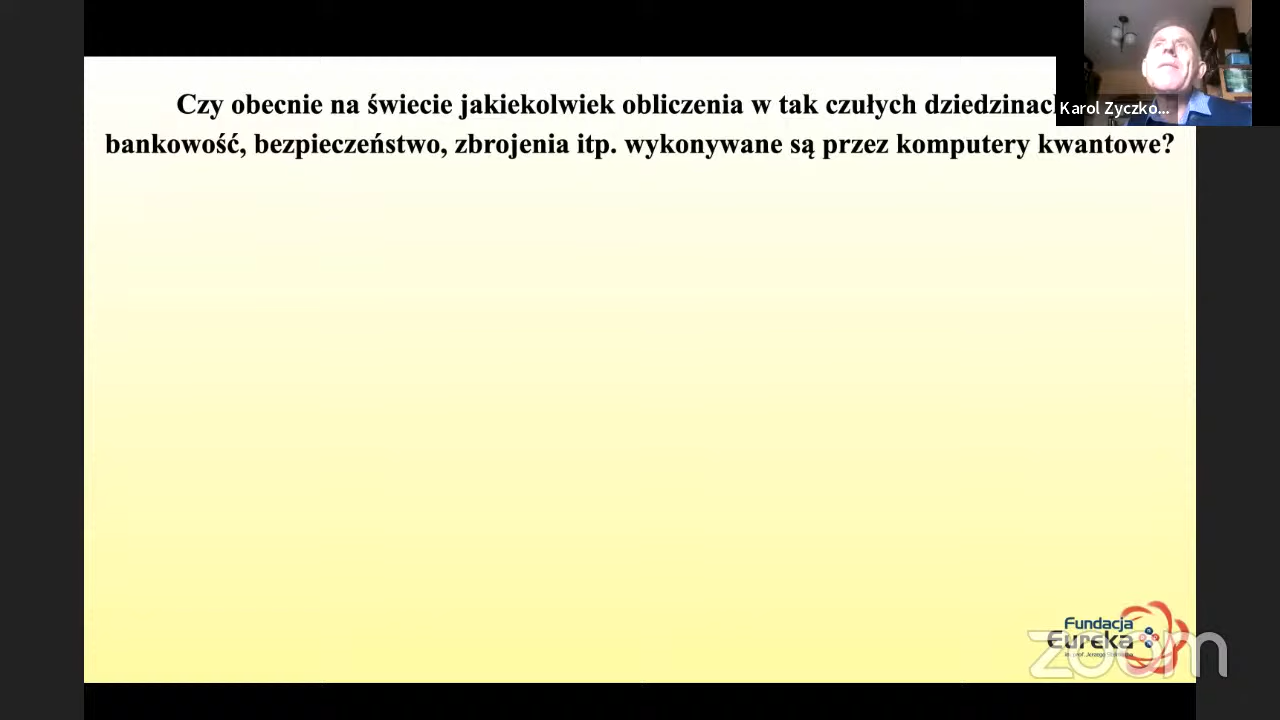 Czy obecnie na świecie jakiekolwiek obliczenia w tak czułych dziedzinach
bankowość, bezpieczeństwo, zbrojenia itp. wykonywane są przez komputery kwantowe?
Karol Zyczko...
Fundacja
Eureka
zoom